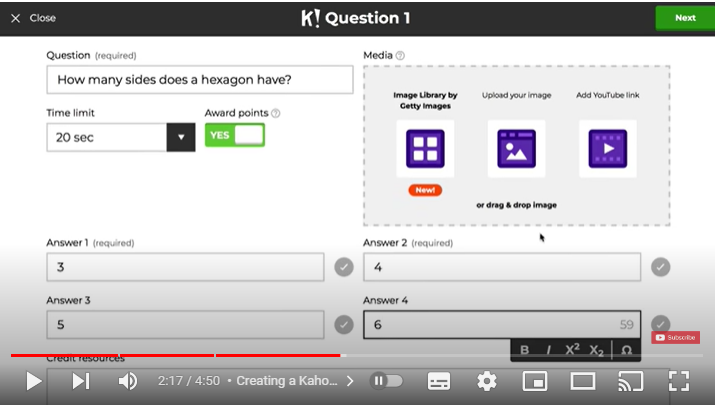 Close
K! Question 1
Next
Question (required)
How many sides does a hexagon have?
Time limit
20 sec
Award points
YES
Media
Image Library by
Getty Images
New!
Upload your image
Add YouTube link
or drag & drop image
Answer 1 (required)
3
Answer 2 (required)
4
Answer 3
5
Answer 4
6
59
Subscribe
B I X² X₂ Ω
Credit resources
2:17 / 4:50 • Creating a Kaho...